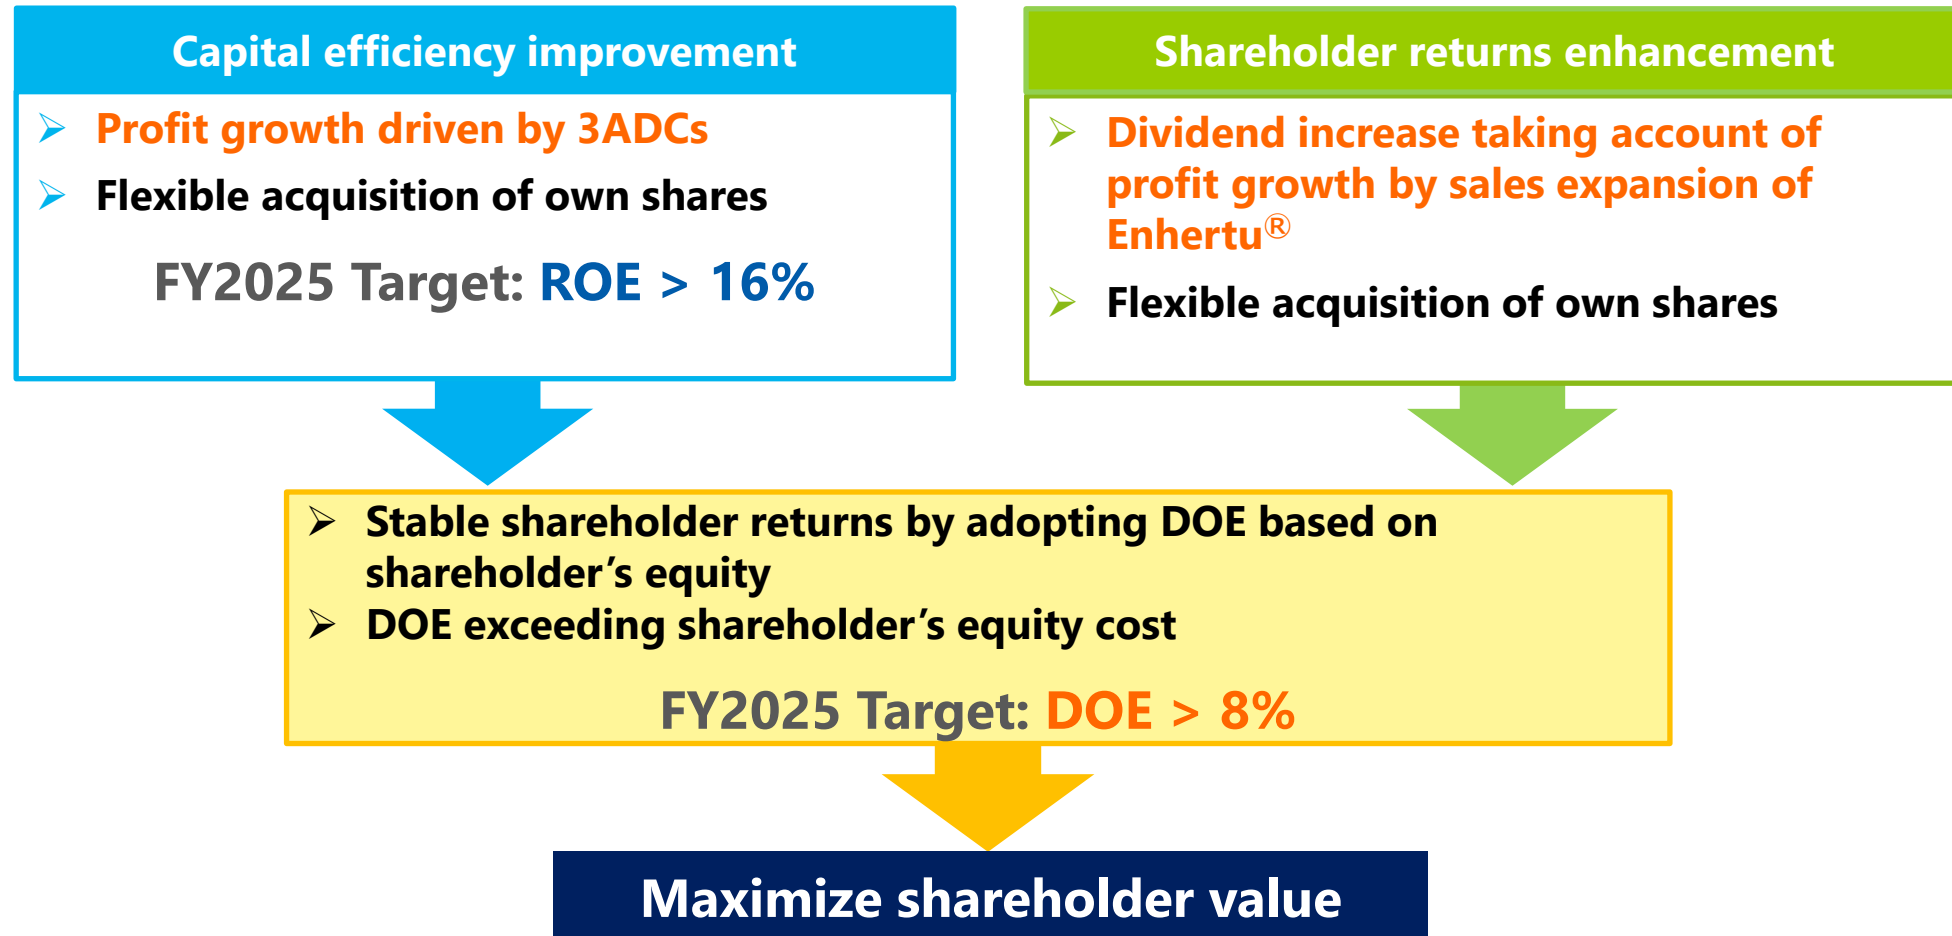 Capital efficiency improvement
➢ Profit growth driven by 3ADCs
➢ Flexible acquisition of own shares
FY2025 Target: ROE > 16%
Shareholder returns enhancement
➢ Dividend increase taking account of
profit growth by sales expansion of
Enhertu®
➢ Flexible acquisition of own shares
➢ Stable shareholder returns by adopting DOE based on
shareholder’s equity
➢ DOE exceeding shareholder’s equity cost
FY2025 Target: DOE > 8%
Maximize shareholder value